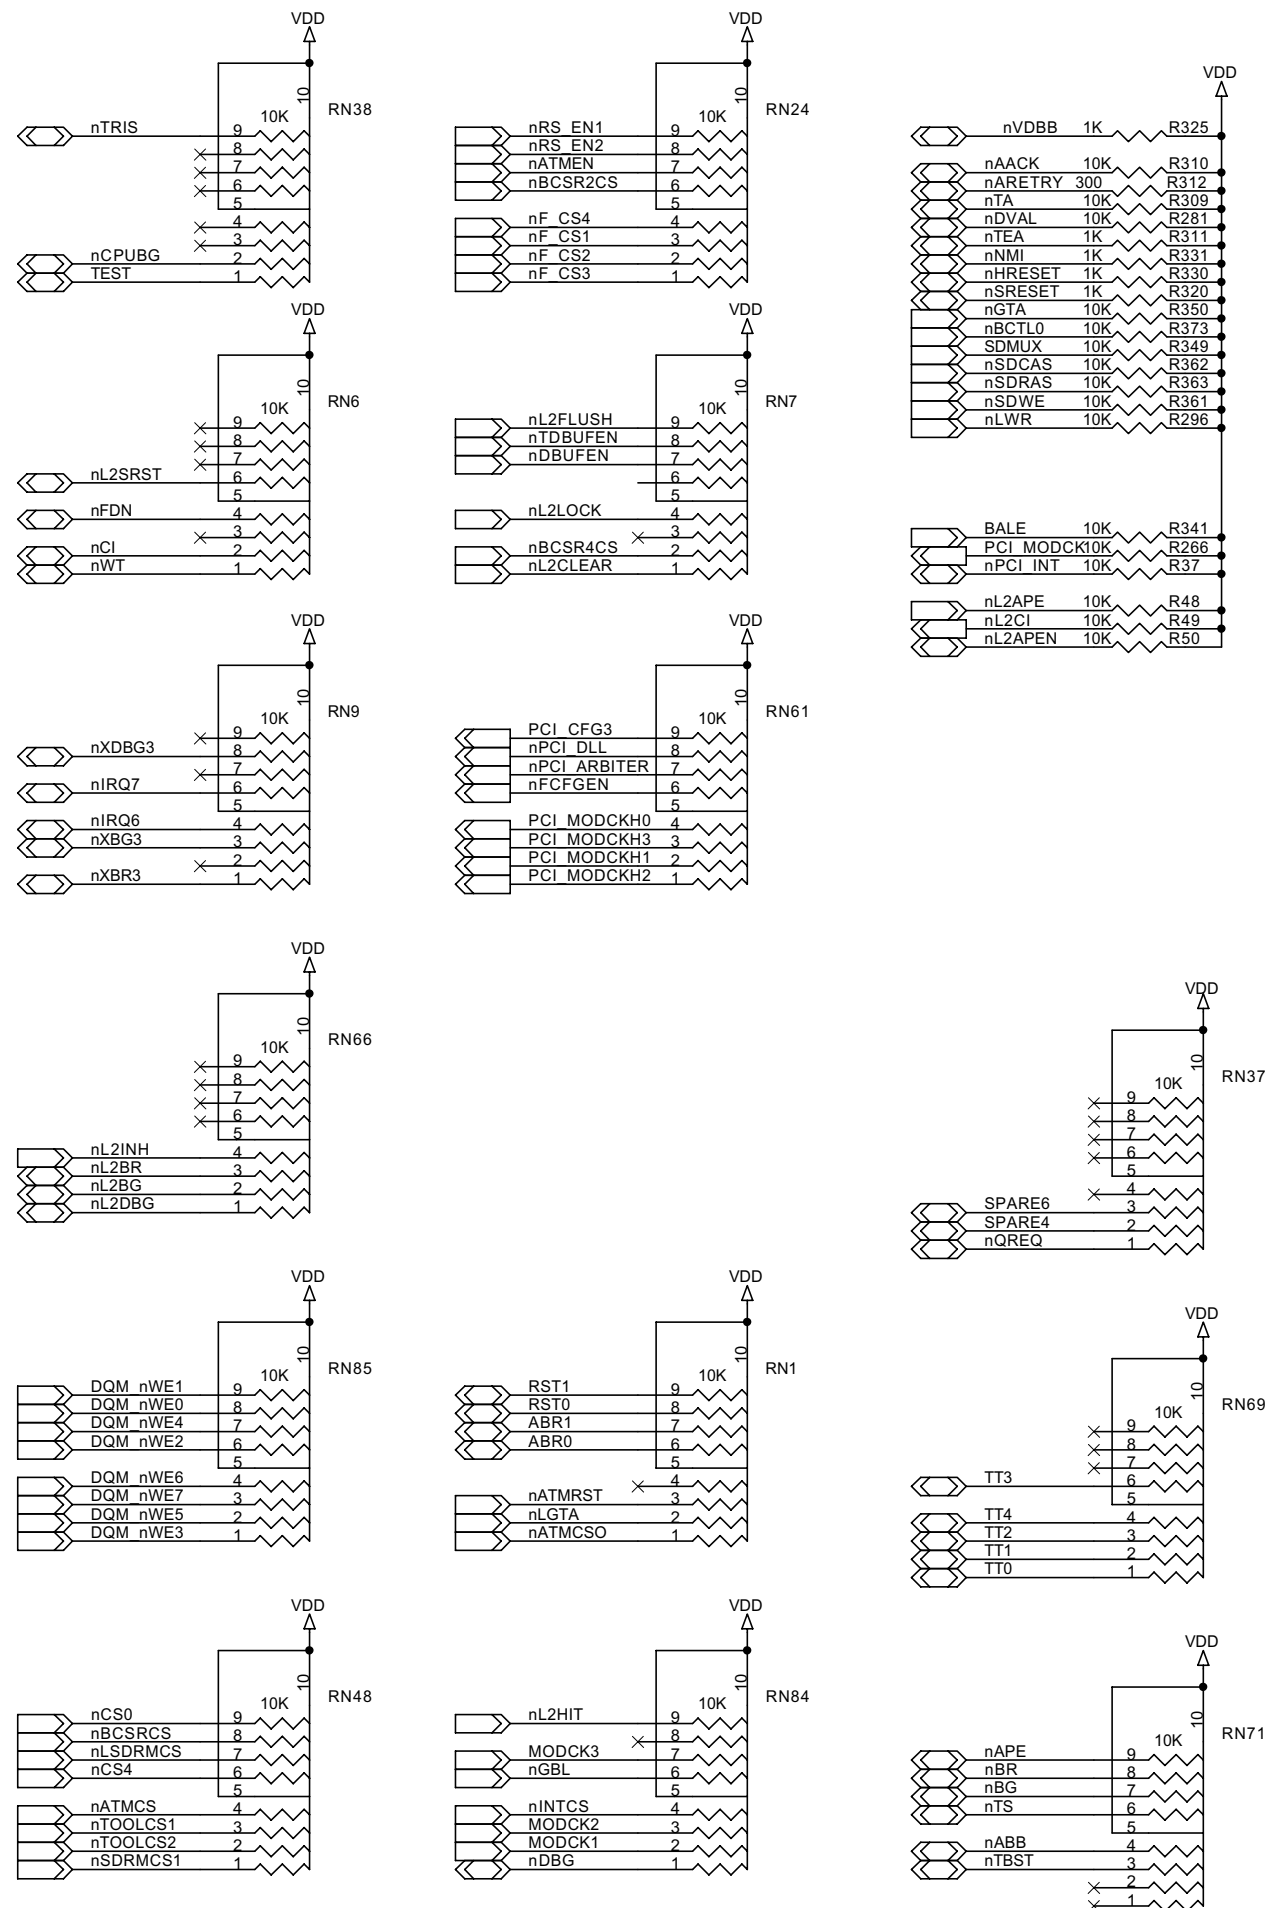 VDD
10
RN38
10K
nTRIS 9
8
7
6
5
4
3
nCPUBG 2
TEST 1
VDD
10
RN6
10K
9
8
7
nL2SRST 6
5
nFDN 4
3
nCI 2
nWT 1
VDD
10
RN9
10K
9
nXDBG3 8
7
nIRQ7 6
5
nIRQ6 4
nXBG3 3
2
nXBR3 1
VDD
10
RN66
10K
9
8
7
6
5
nL2INH 4
nL2BR 3
nL2BG 2
nL2DBG 1
VDD
10
RN85
10K
DQM_nWE1 9
DQM_nWE0 8
DQM_nWE4 7
DQM_nWE2 6
5
DQM_nWE6 4
DQM_nWE7 3
DQM_nWE5 2
DQM_nWE3 1
VDD
10
RN48
10K
nCS0 9
nBCSRCS 8
nLSDRMCS 7
nCS4 6
5
nATMCS 4
nTOOLCS1 3
nTOOLCS2 2
nSDRMCS1 1
VDD
10
RN24
10K
nRS_EN1 9
nRS_EN2 8
nATMEN 7
nBCSR2CS 6
5
nF_CS4 4
nF_CS1 3
nF_CS2 2
nF_CS3 1
VDD
10
RN7
10K
nL2FLUSH 9
nTDBUFEN 8
nDBUFEN 7
6
5
nL2LOCK 4
3
nBCSR4CS 2
nL2CLEAR 1
VDD
10
RN61
10K
PCI_CFG3 9
nPCI_DLL 8
nPCI_ARBITER 7
nFCFGEN 6
5
PCI_MODCKH0 4
PCI_MODCKH3 3
PCI_MODCKH1 2
PCI_MODCKH2 1
VDD
10
RN1
10K
RST1 9
RST0 8
ABR1 7
ABR0 6
5
4
nATMRST 3
nLGTA 2
nATMCSO 1
VDD
10
RN84
10K
nL2HIT 9
8
MODCK3 7
nGBL 6
5
nINTCS 4
MODCK2 3
MODCK1 2
nDBG 1
VDD
nVDBB 1K R325
nAACK 10K R310
nARETRY 300 R312
nTA 10K R309
nDVAL 10K R281
nTEA 1K R311
nNMI 1K R331
nHRESET 1K R330
nSRESET 1K R320
nGTA 10K R350
nBCTL0 10K R373
SDMUX 10K R349
nSDCAS 10K R362
nSDRAS 10K R363
nSDWE 10K R361
nLWR 10K R296
BALE 10K R341
PCI_MODCK 10K R266
nPCI_INT 10K R37
nL2APE 10K R48
nL2CI 10K R49
nL2APEN 10K R50
VDD
10
RN37
10K
9
8
7
6
5
4
SPARE6 3
SPARE4 2
nQREQ 1
VDD
10
RN69
10K
9
8
7
TT3 6
5
TT4 4
TT2 3
TT1 2
TT0 1
VDD
10
RN71
10K
nAPE 9
nBR 8
nBG 7
nTS 6
5
nABB 4
nTBST 3
2
1